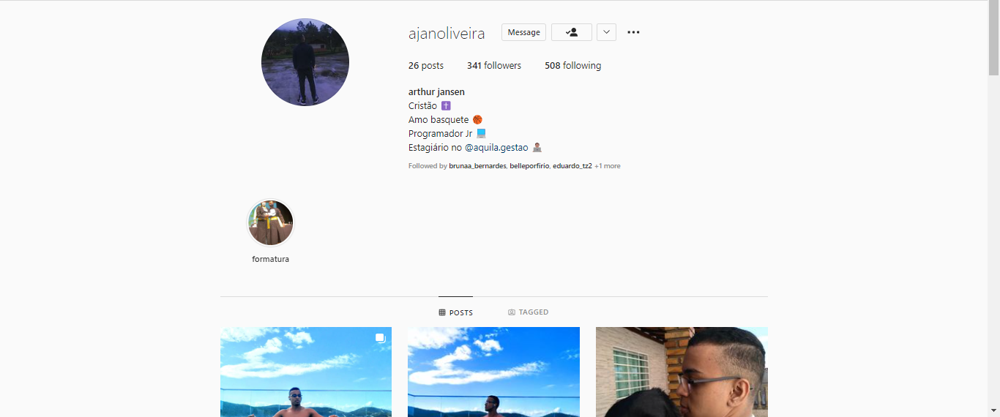 ajanoliveira Message
26 posts 341 followers 508 following
arthur jansen
Cristão ✝️
Amo basquete 🏀
Programador Jr 💻
Estagiário no @aquila.gestao 👨🏽‍💻
Followed by brunaa_bernardes, belleporfirio, eduardo_tz2 +1 more
formatura
POSTS TAGGED